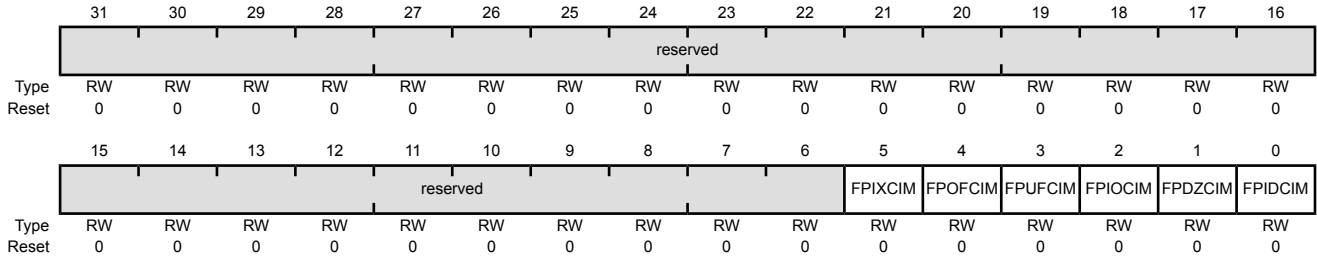 31 30 29 28 27 26 25 24 23 22 21 20 19 18 17 16
reserved
Type RW RW RW RW RW RW RW RW RW RW RW RW RW RW RW RW
Reset 0 0 0 0 0 0 0 0 0 0 0 0 0 0 0 0
15 14 13 12 11 10 9 8 7 6 5 4 3 2 1 0
reserved FPIXCIM FPOFCIM FPUFCIM FPIOCIM FPDZCIM FPIDCIM
Type RW RW RW RW RW RW RW RW RW RW RW RW RW RW RW RW
Reset 0 0 0 0 0 0 0 0 0 0 0 0 0 0 0 0